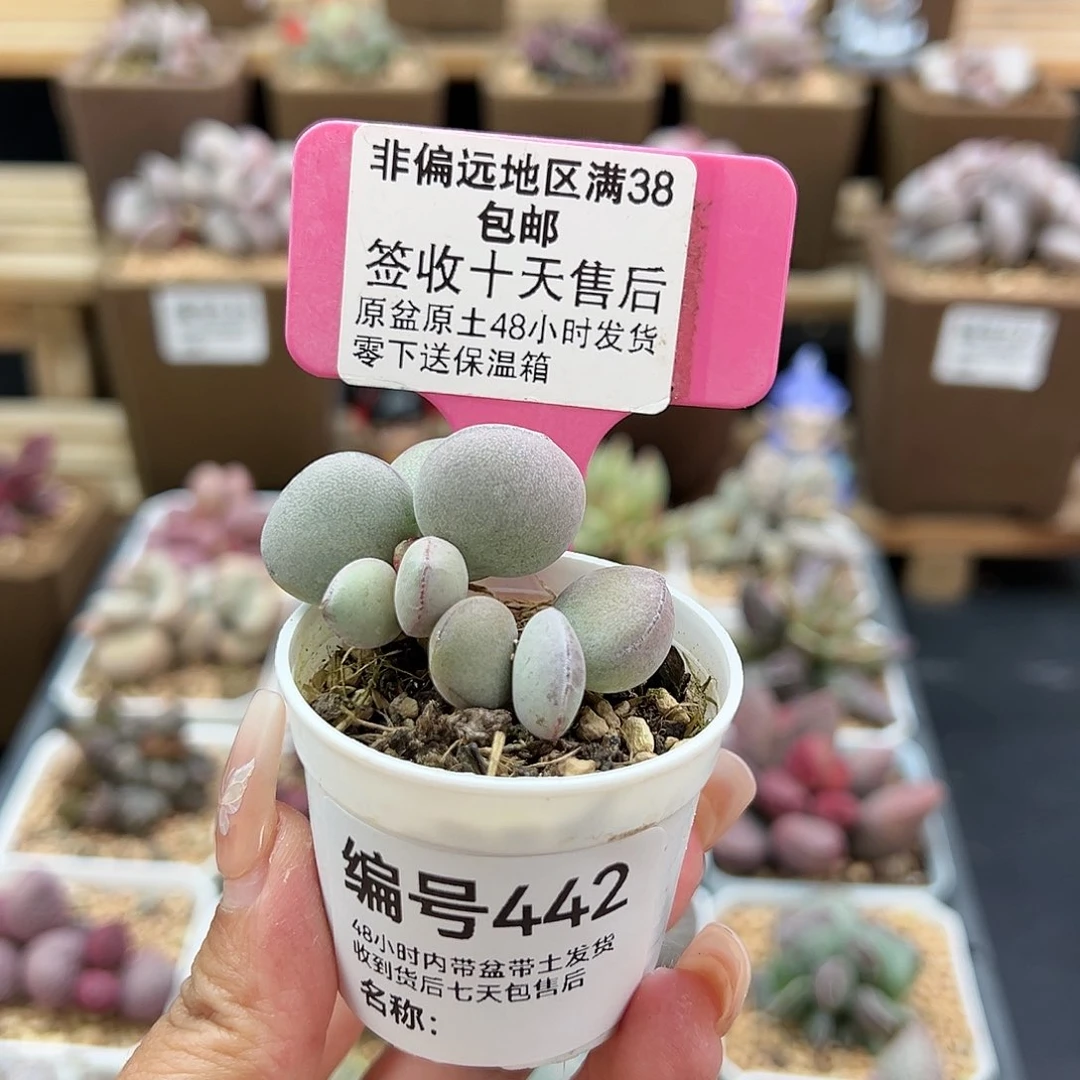 非偏远地区满38
包邮
签收十天售后
原盆原土48小时发货
零下送保温箱
编号442
48小时内带盆带土发货
收到货后七天包售后
名称：